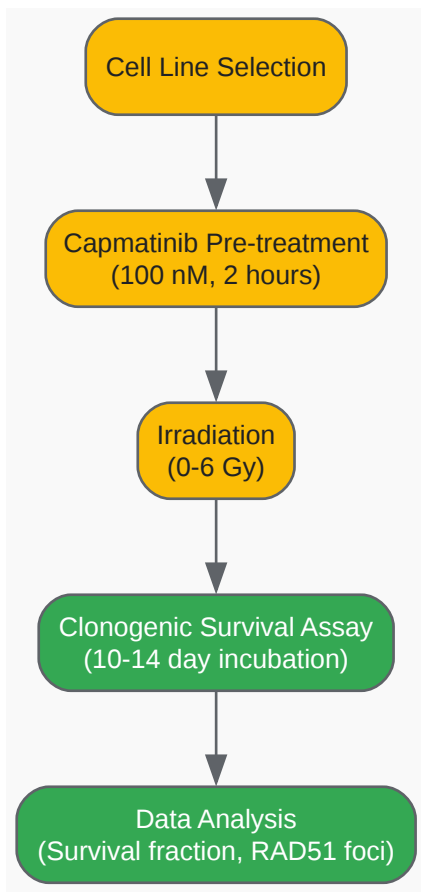 Cell Line Selection
Capmatinib Pre-treatment
(100 nM, 2 hours)
Irradiation
(0-6 Gy)
Clonogenic Survival Assay
(10-14 day incubation)
Data Analysis
(Survival fraction, RAD51 foci)